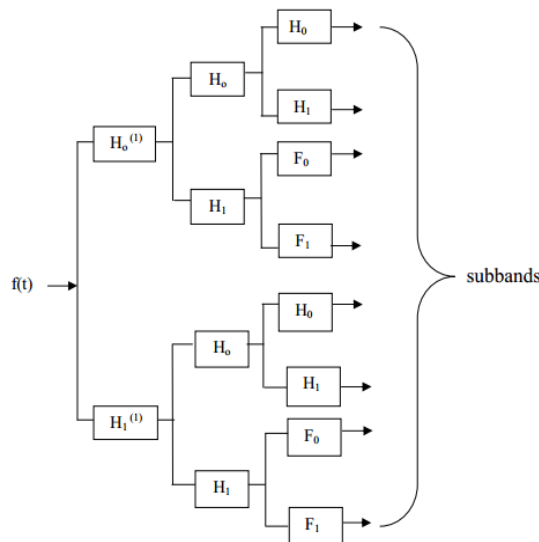 H₀
Hₒ
H₁
Hₒ⁽¹⁾
F₀
H₁
F₁
f(t)
subbands
H₀
Hₒ
H₁
H₁⁽¹⁾
F₀
H₁
F₁